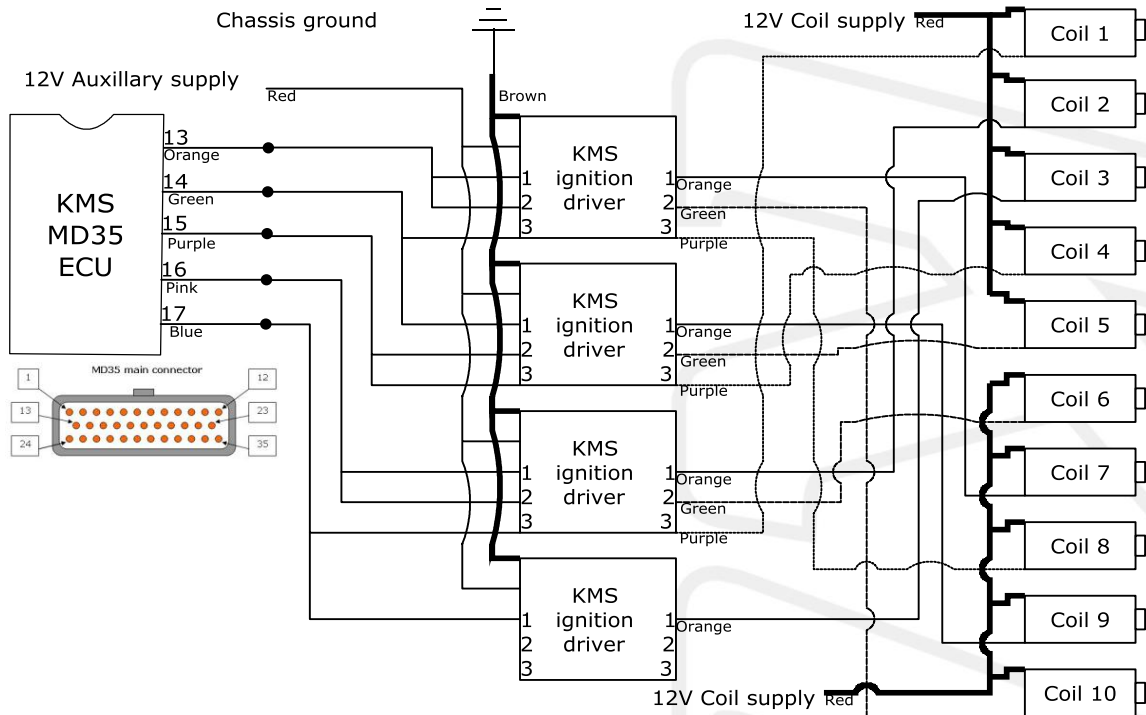 Chassis ground
12V Coil supply Red
12V Auxillary supply
Red
Brown
KMS
MD35
ECU
13
Orange
14
Green
15
Purple
16
Pink
17
Blue
MD35 main connector
1
12
13
23
24
35
KMS
ignition
driver
1
2
3
1
2
3
Orange
Green
Purple
KMS
ignition
driver
1
2
3
1
2
3
Orange
Green
Purple
KMS
ignition
driver
1
2
3
1
2
3
Orange
Green
Purple
KMS
ignition
driver
1
2
3
1
2
3
Orange
Coil 1
Coil 2
Coil 3
Coil 4
Coil 5
Coil 6
Coil 7
Coil 8
Coil 9
Coil 10
12V Coil supply Red